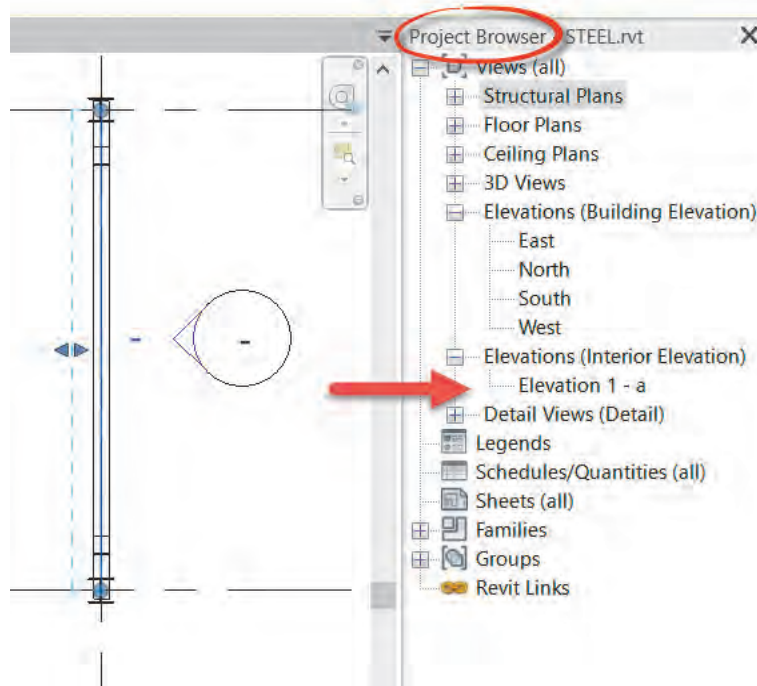 Project Browser STEEL.rvt
Views (all)
Structural Plans
Floor Plans
Ceiling Plans
3D Views
Elevations (Building Elevation)
East
North
South
West
Elevations (Interior Elevation)
Elevation 1 - a
Detail Views (Detail)
Legends
Schedules/Quantities (all)
Sheets (all)
Families
Groups
Revit Links